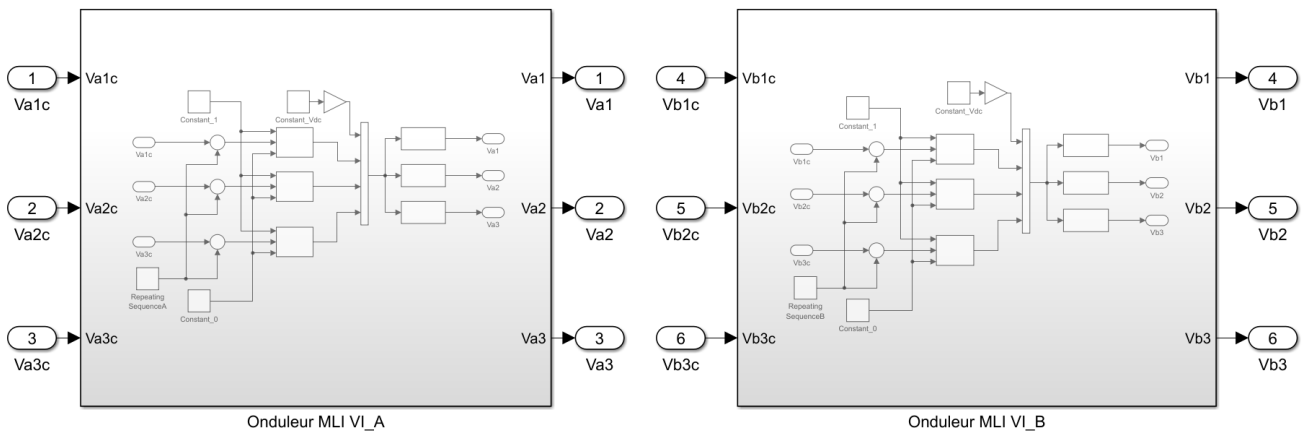 1
Va1c
Va1c
Va1
1
Va1
2
Va2c
Va2c
Va2
2
Va2
3
Va3c
Va3c
Va3
3
Va3
Constant_1
Constant_Vdc
Va1c
Va2c
Va3c
Va1
Va2
Va3
Repeating
SequenceA
Constant_0
Onduleur MLI VI_A
4
Vb1c
Vb1c
Vb1
4
Vb1
5
Vb2c
Vb2c
Vb2
5
Vb2
6
Vb3c
Vb3c
Vb3
6
Vb3
Constant_Vdc
Constant_1
Vb1c
Vb2c
Vb3c
Vb1
Vb2
Vb3
Repeating
SequenceB
Constant_0
Onduleur MLI VI_B